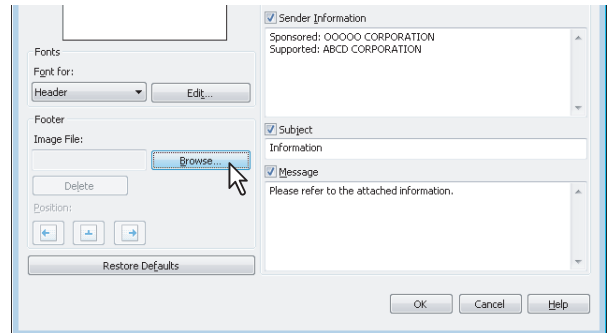 Fonts
Font for:
Header
Edit...
Footer
Image File:
Browse...
Delete
Position:
Restore Defaults
Sender Information
Sponsored: OOOOO CORPORATION
Supported: ABCD CORPORATION
Subject
Information
Message
Please refer to the attached information.
OK
Cancel
Help